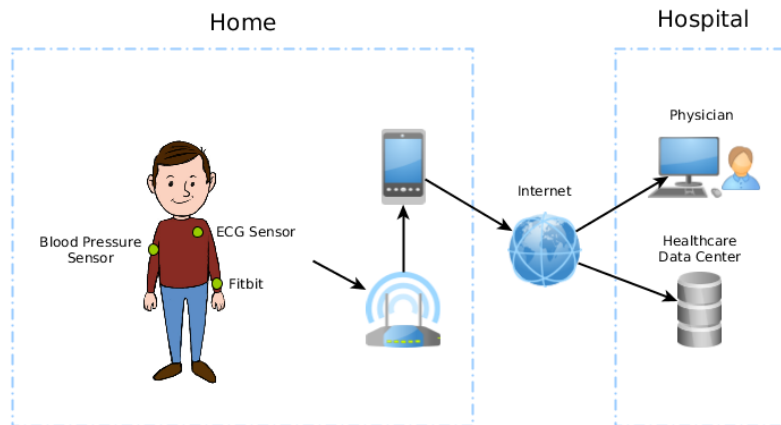 Home
Hospital
Physician
Internet
ECG Sensor
Blood Pressure
Sensor
Healthcare
Data Center
Fitbit